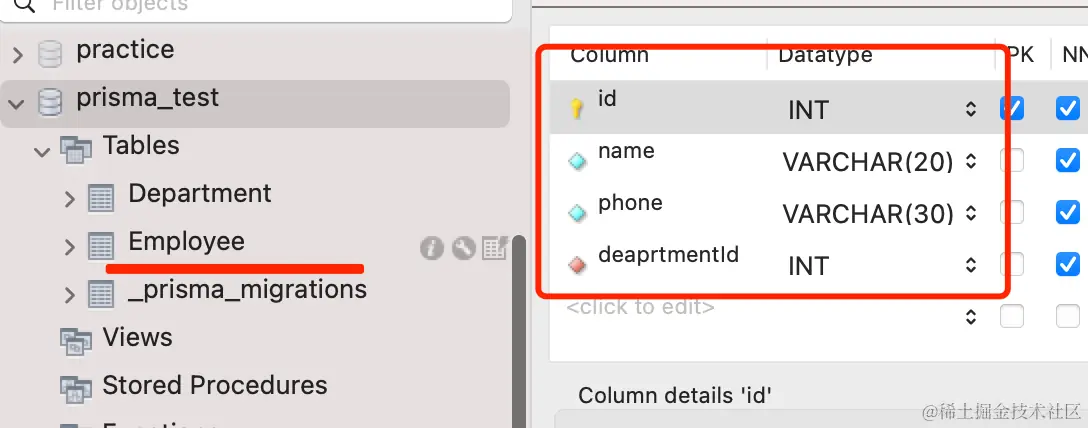 Filter objects
practice
prisma_test
Tables
Department
Employee
_prisma_migrations
Views
Stored Procedures
Column Datatype PK NN
id INT
name VARCHAR(20)
phone VARCHAR(30)
deaprtmentId INT
<click to edit>
Column details 'id'
@稀土掘金技术社区